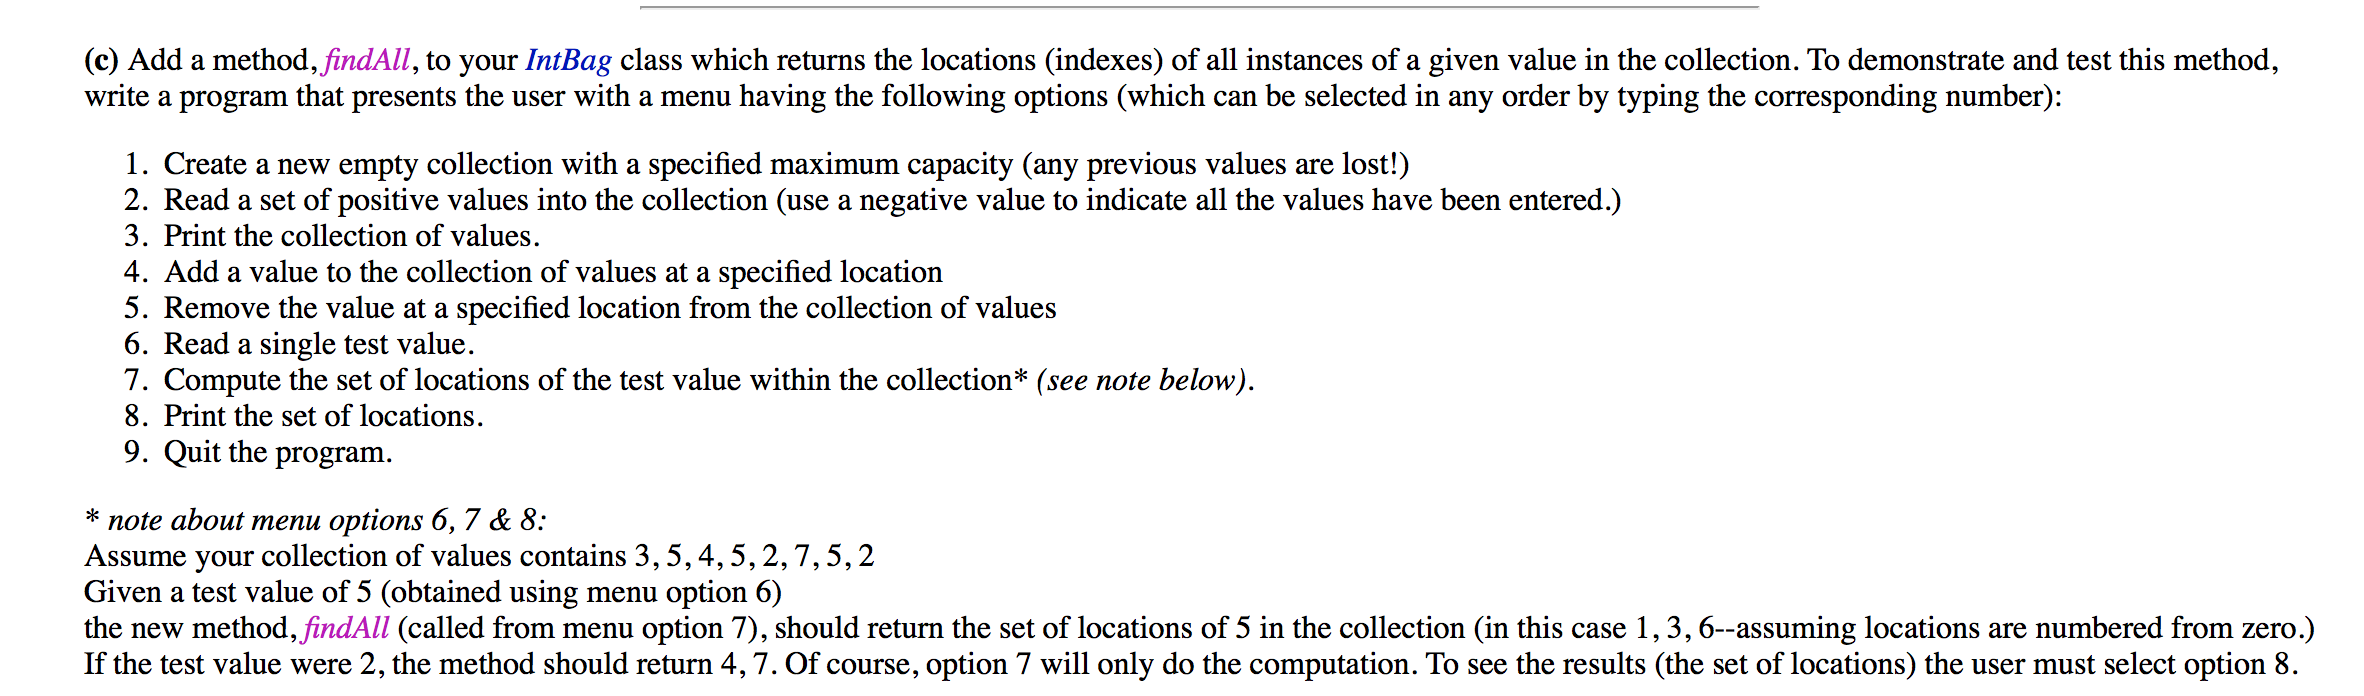 (c) Add a method, findAll, to your IntBag class which returns the locations (indexes) of all instances of a given value in the collection. To demonstrate and test this method,
write a program that presents the user with a menu having the following options (which can be selected in any order by typing the corresponding number):
1. Create a new empty collection with a specified maximum capacity (any previous values are lost!)
2. Read a set of positive values into the collection (use a negative value to indicate all the values have been entered.)
3. Print the collection of values.
4. Add a value to the collection of values at a specified location
5. Remove the value at a specified location from the collection of values
6. Read a single test value.
7. Compute the set of locations of the test value within the collection* (see note below).
8. Print the set of locations.
9. Quit the program.
* note about menu options 6, 7 & 8:
Assume your collection of values contains 3, 5, 4, 5, 2, 7, 5, 2
Given a test value of 5 (obtained using menu option 6)
the new method, findAll (called from menu option 7), should return the set of locations of 5 in the collection (in this case 1, 3, 6--assuming locations are numbered from zero.)
If the test value were 2, the method should return 4, 7. Of course, option 7 will only do the computation. To see the results (the set of locations) the user must select option 8.